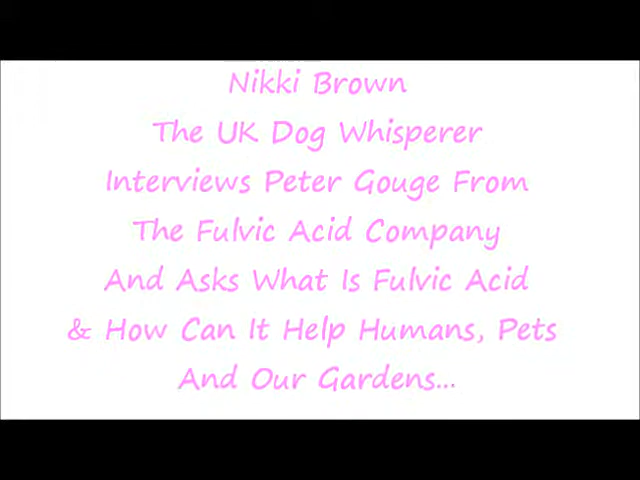 Nikki Brown
The UK Dog Whisperer
Interviews Peter Gouge From
The Fulvic Acid Company
And Asks What Is Fulvic Acid
& How Can It Help Humans, Pets
And Our Gardens...